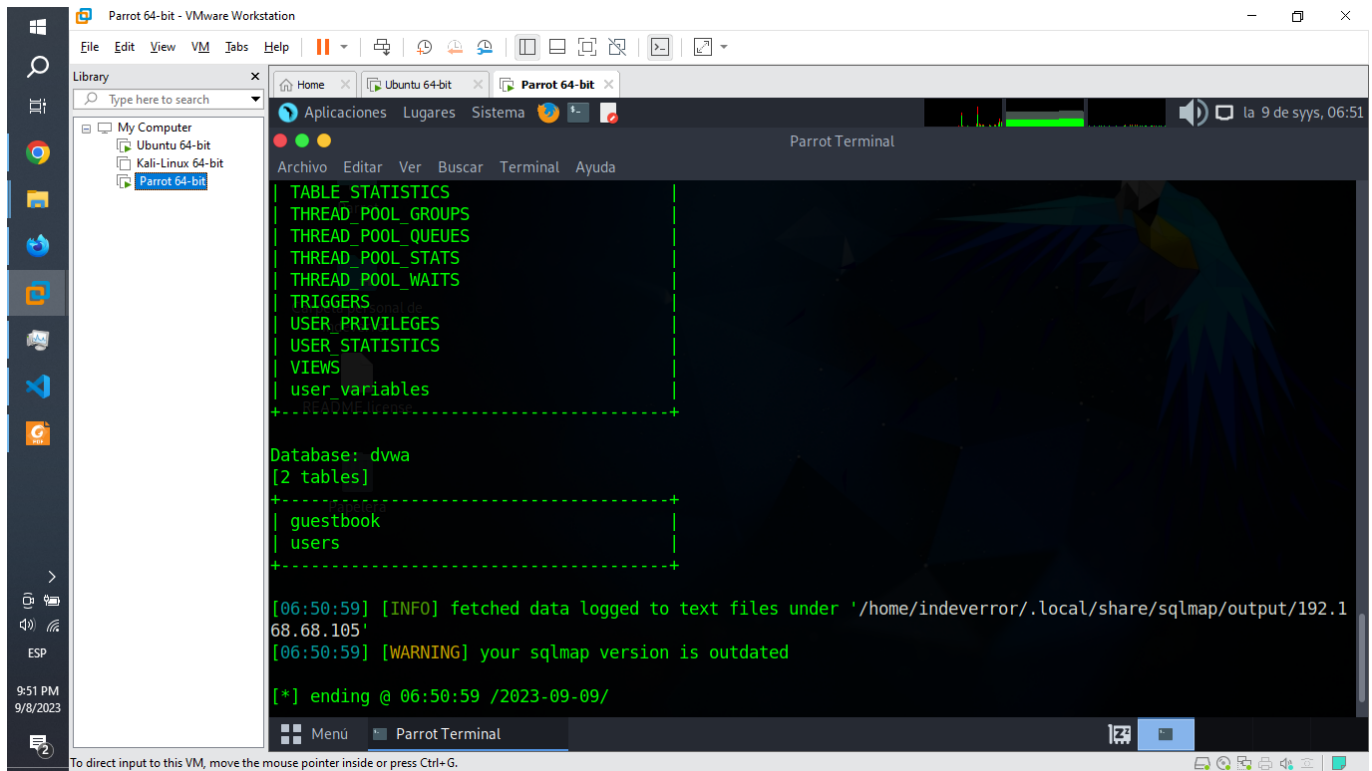 Parrot 64-bit - VMware Workstation
File Edit View VM Tabs Help
Library
Type here to search
My Computer
Ubuntu 64-bit
Kali-Linux 64-bit
Parrot 64-bit
Home Ubuntu 64-bit Parrot 64-bit
Aplicaciones Lugares Sistema la 9 de syys, 06:51
Parrot Terminal
Archivo Editar Ver Buscar Terminal Ayuda
| TABLE_STATISTICS |
| THREAD_POOL_GROUPS |
| THREAD_POOL_QUEUES |
| THREAD_POOL_STATS |
| THREAD_POOL_WAITS |
| TRIGGERS |
| USER_PRIVILEGES |
| USER_STATISTICS |
| VIEWS |
| user_variables |
+---------------------------------------+
Database: dvwa
[2 tables]
+---------------------------------------+
| guestbook |
| users |
+---------------------------------------+
[06:50:59] [INFO] fetched data logged to text files under '/home/indeverror/.local/share/sqlmap/output/192.1
68.68.105'
[06:50:59] [WARNING] your sqlmap version is outdated
[*] ending @ 06:50:59 /2023-09-09/
Menú Parrot Terminal
To direct input to this VM, move the mouse pointer inside or press Ctrl+G.
ESP
9:51 PM
9/8/2023
2
Papelera